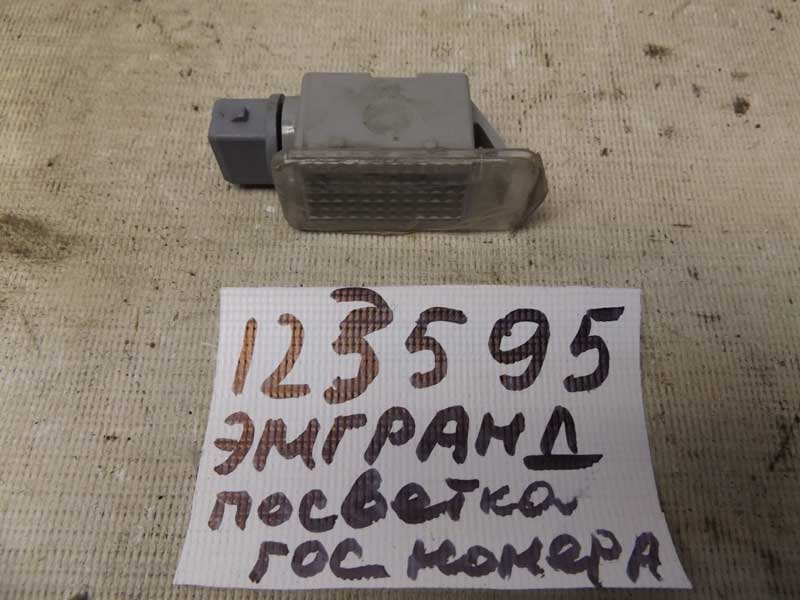 123595
ЭМГРАНД
посветка
гос номера